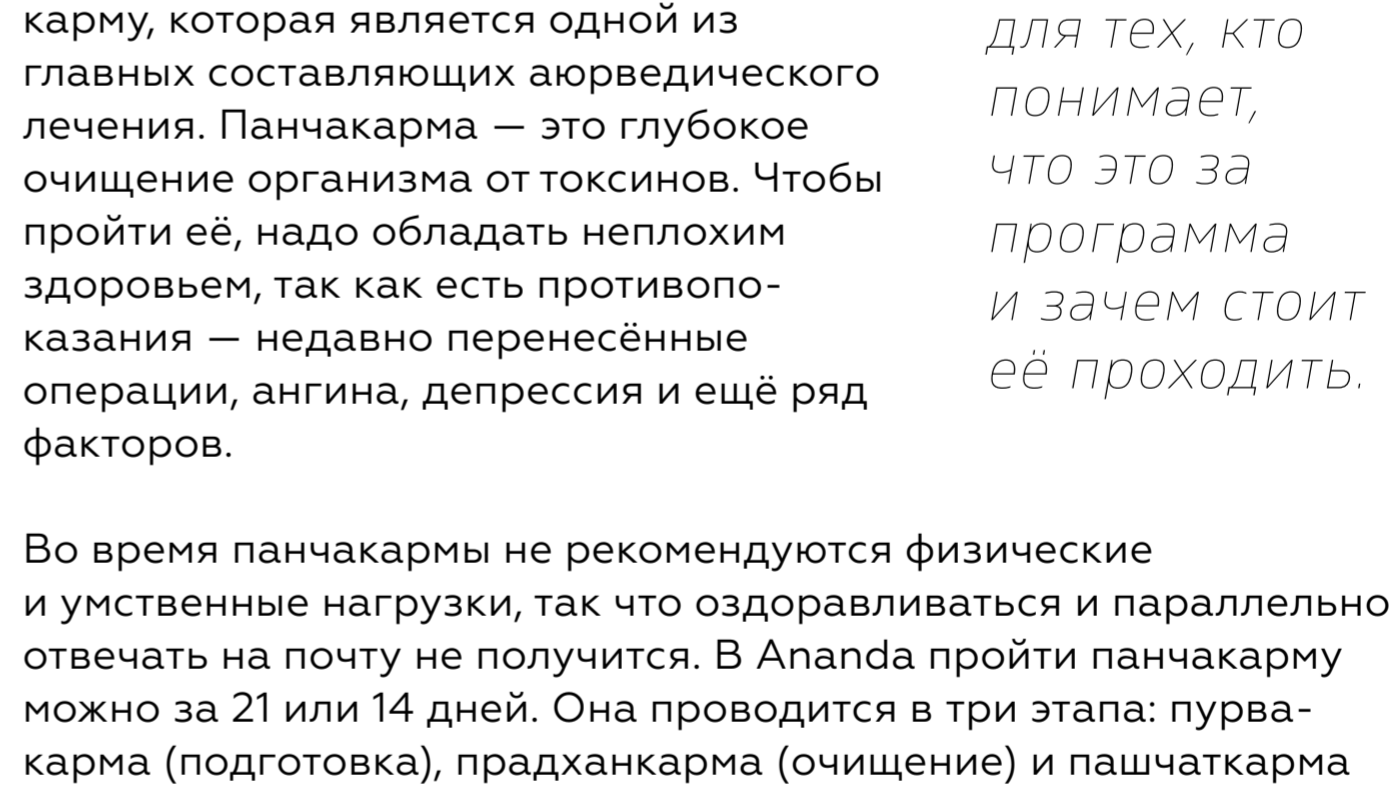 карму, которая является одной из
главных составляющих аюрведического
лечения. Панчакарма — это глубокое
очищение организма от токсинов. Чтобы
пройти её, надо обладать неплохим
здоровьем, так как есть противопо-
казания — недавно перенесённые
операции, ангина, депрессия и ещё ряд
факторов.
для тех, кто
понимает,
что это за
программа
и зачем стоит
её проходить.
Во время панчакармы не рекомендуются физические
и умственные нагрузки, так что оздоравливаться и параллельно
отвечать на почту не получится. В Ananda пройти панчакарму
можно за 21 или 14 дней. Она проводится в три этапа: пурва-
карма (подготовка), прадханкарма (очищение) и пашчаткарма